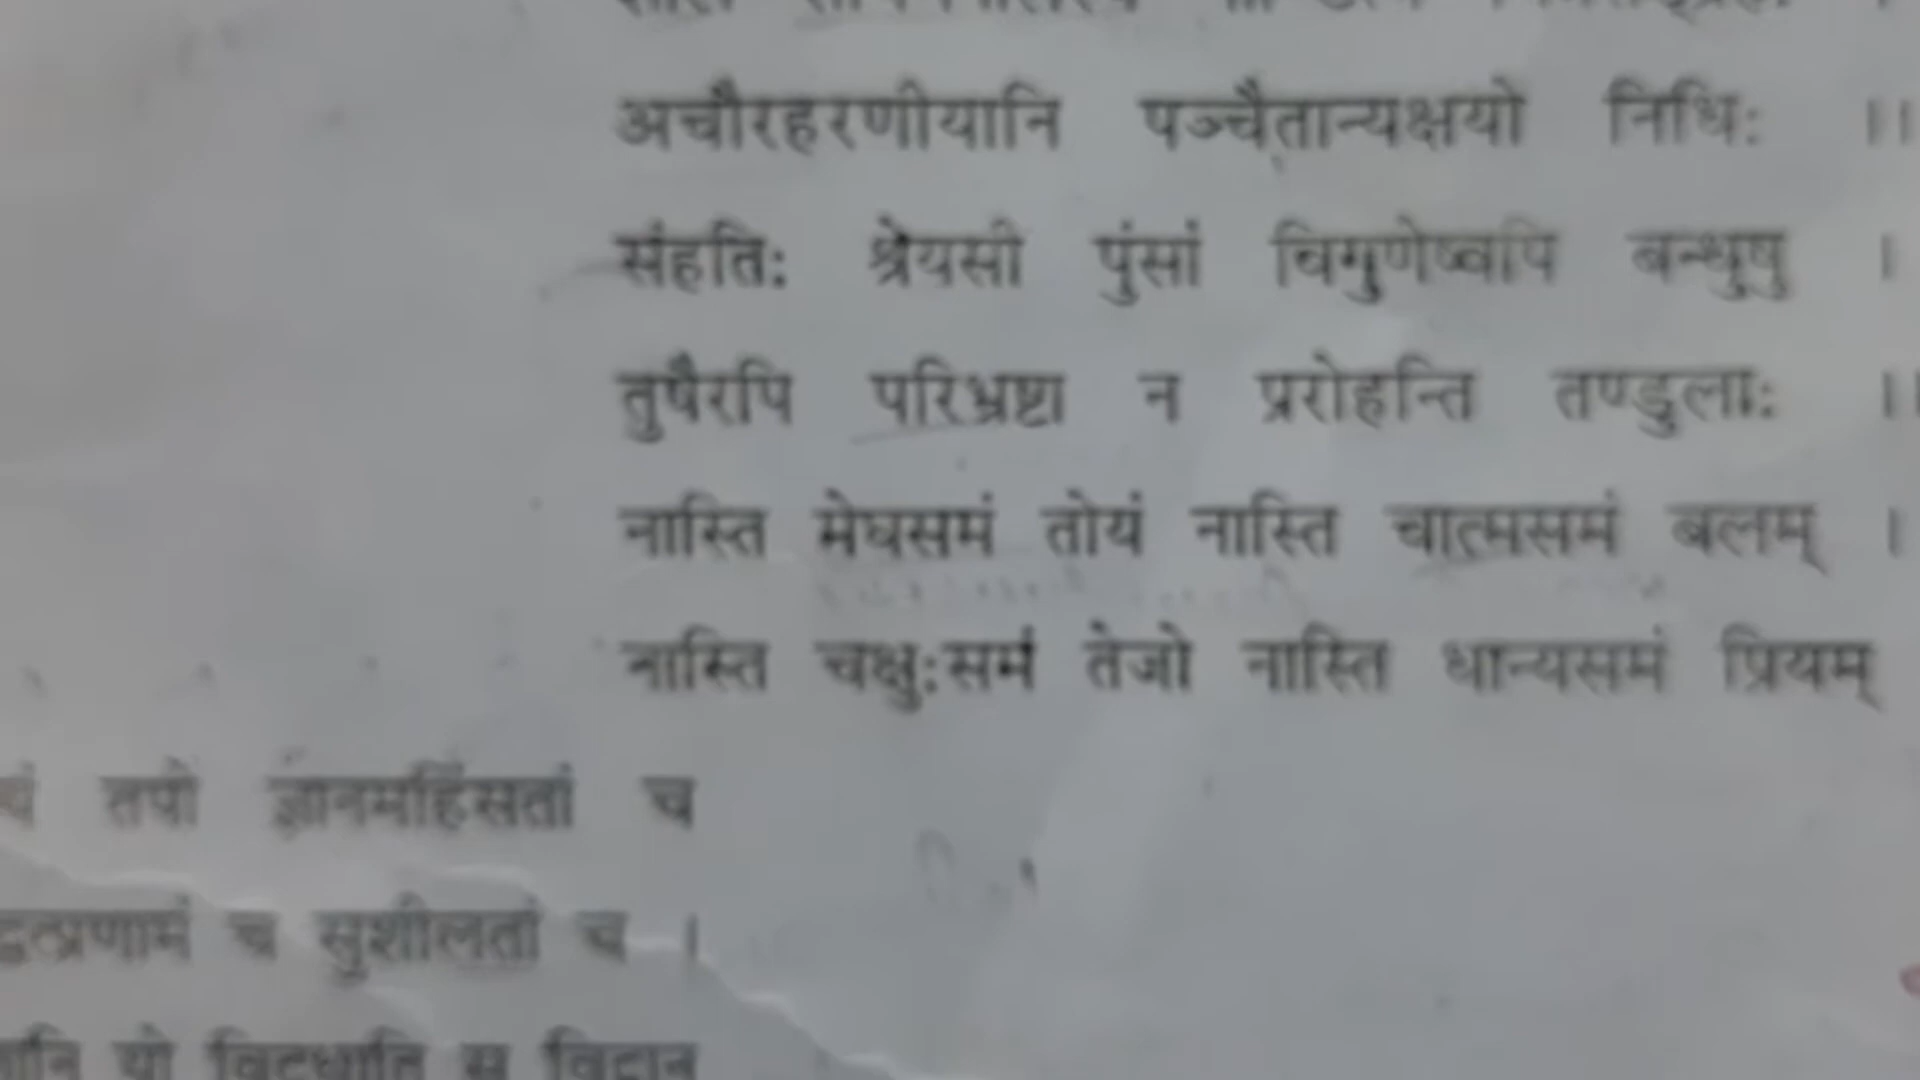 अचौरहरणीयानि पञ्चैतान्यक्षयो निधिः ।।
संहतिः श्रेयसी पुंसां विगुणेष्वपि बन्धुषु ।
तुषैरपि परिभ्रष्टा न प्ररोहन्ति तण्डुलाः ।।
नास्ति मेघसमं तोयं नास्ति चात्मसमं बलम् ।
नास्ति चक्षुःसमं तेजो नास्ति धान्यसमं प्रियम्
तपो ज्ञानमहिंसतां च
च सुशीलतां च ।
यो विदधाति स विद्वान